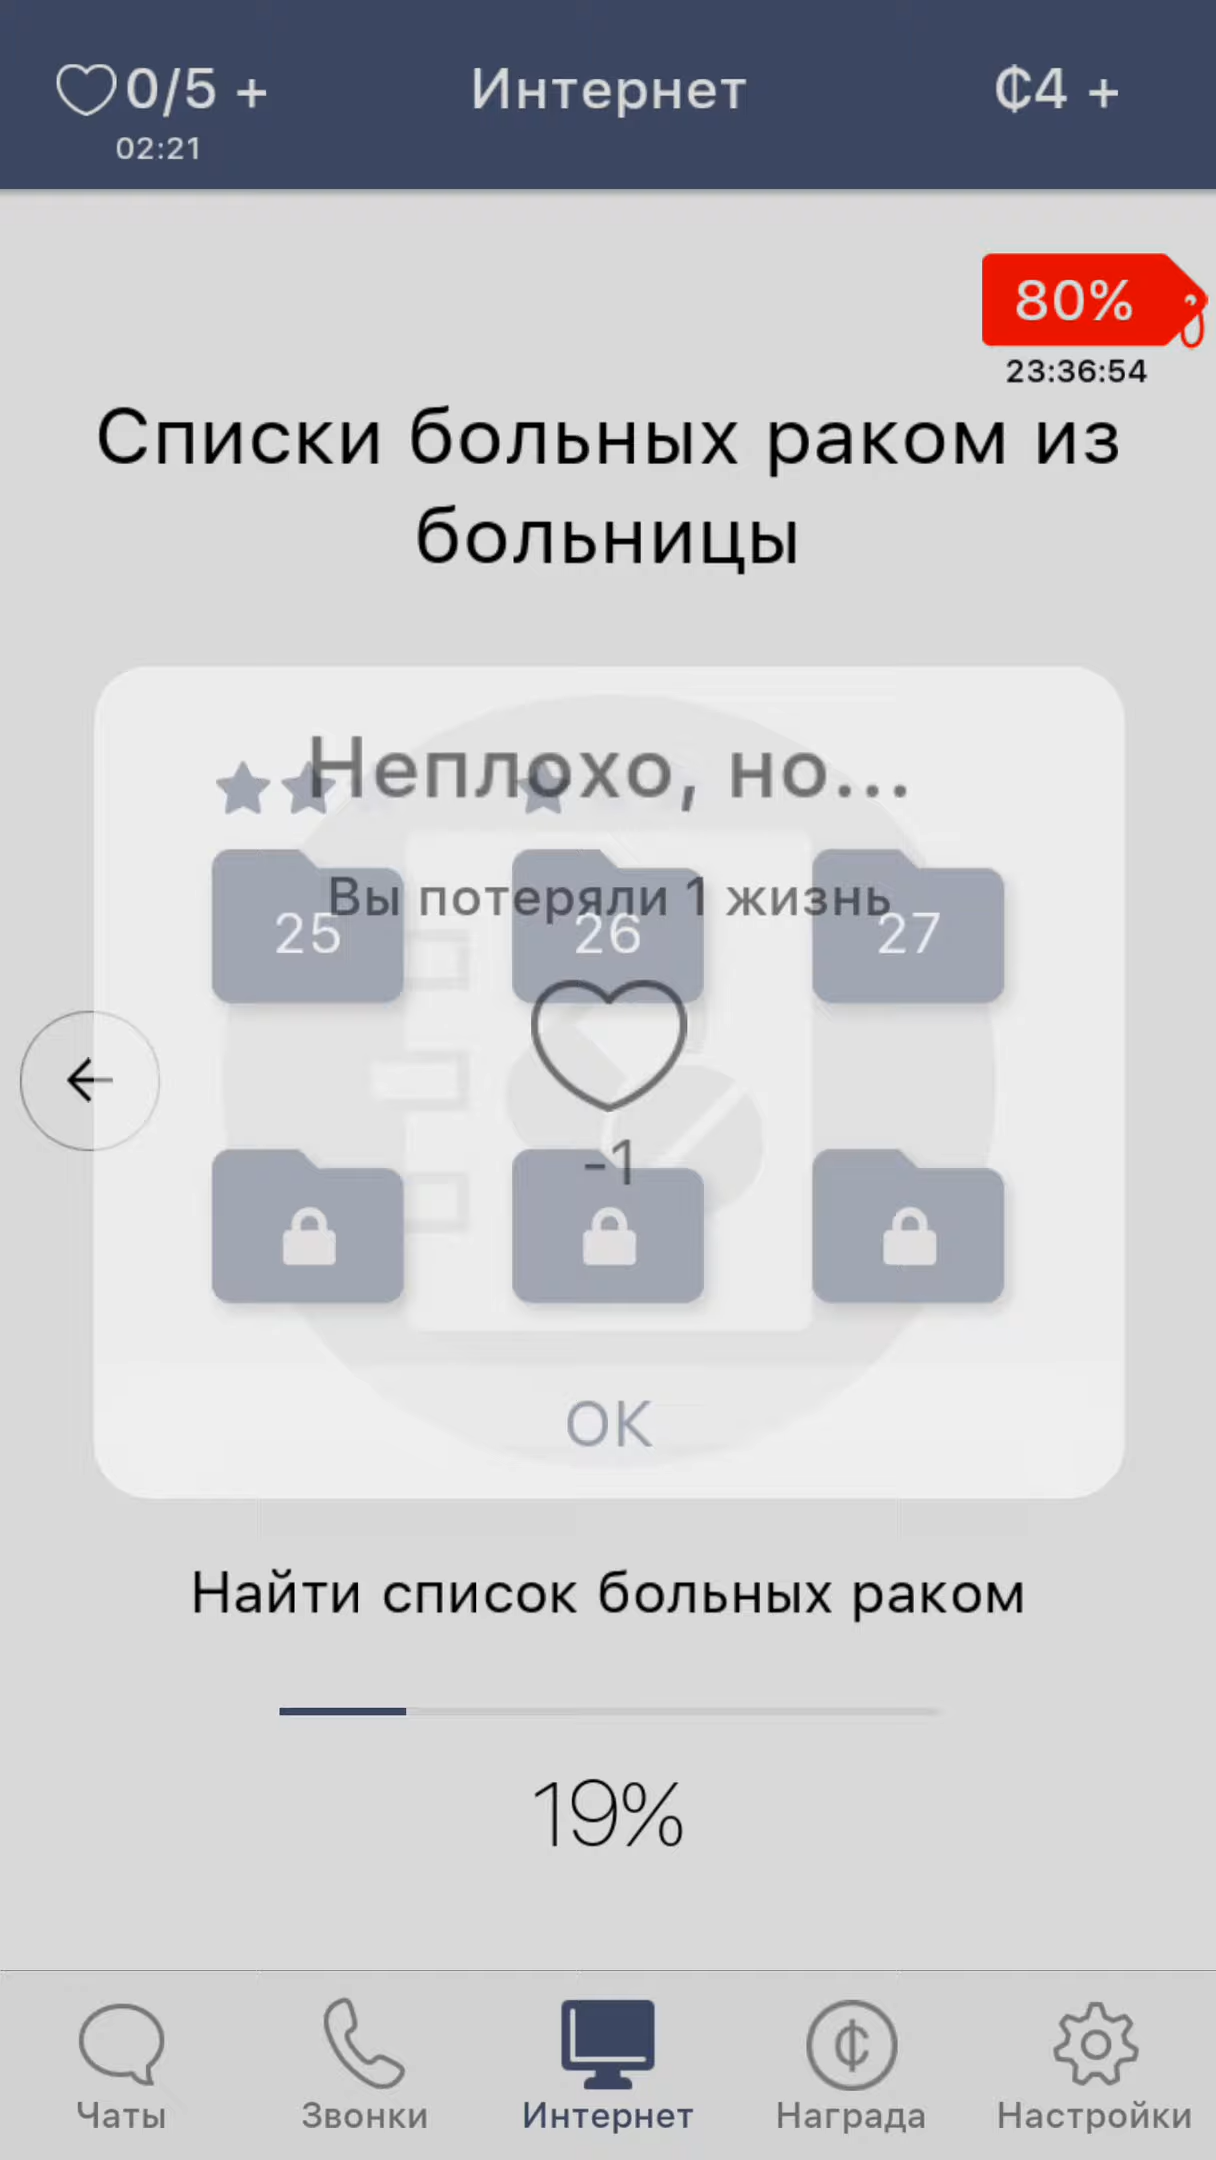 0/5 +
Интернет
₵4 +
02:21
80%
23:36:54
Списки больных раком из
больницы
Неплохо, но...
Вы потеряли 1 жизнь
25
26
27
-1
OK
Найти список больных раком
19%
Чаты
Звонки
Интернет
Награда
Настройки